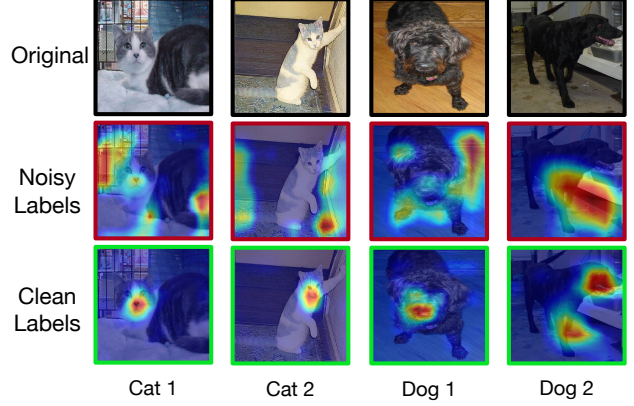 Original
Noisy
Labels
Clean
Labels
Cat 1
Cat 2
Dog 1
Dog 2